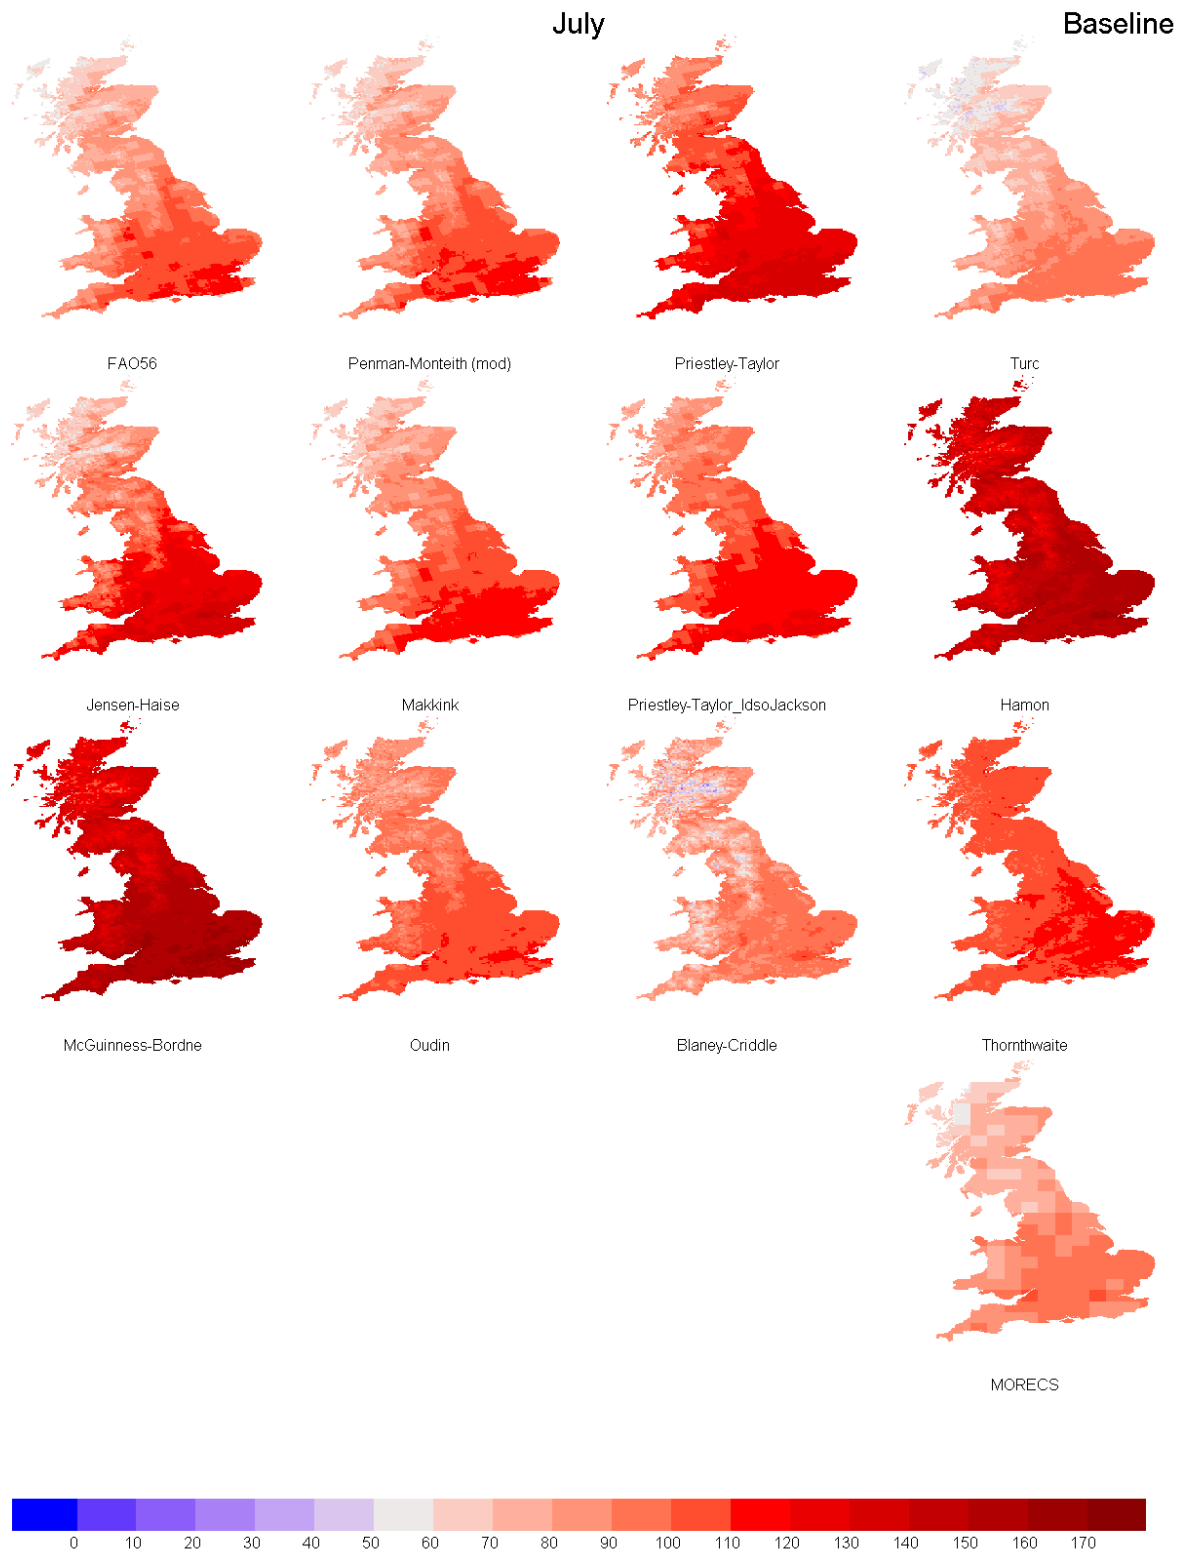 July
Baseline
FAO56
Penman-Monteith (mod)
Priestley-Taylor
Turc
Jensen-Haise
Makkink
Priestley-Taylor_IdsoJackson
Hamon
McGuinness-Bordne
Oudin
Blaney-Criddle
Thornthwaite
MORECS
0 10 20 30 40 50 60 70 80 90 100 110 120 130 140 150 160 170